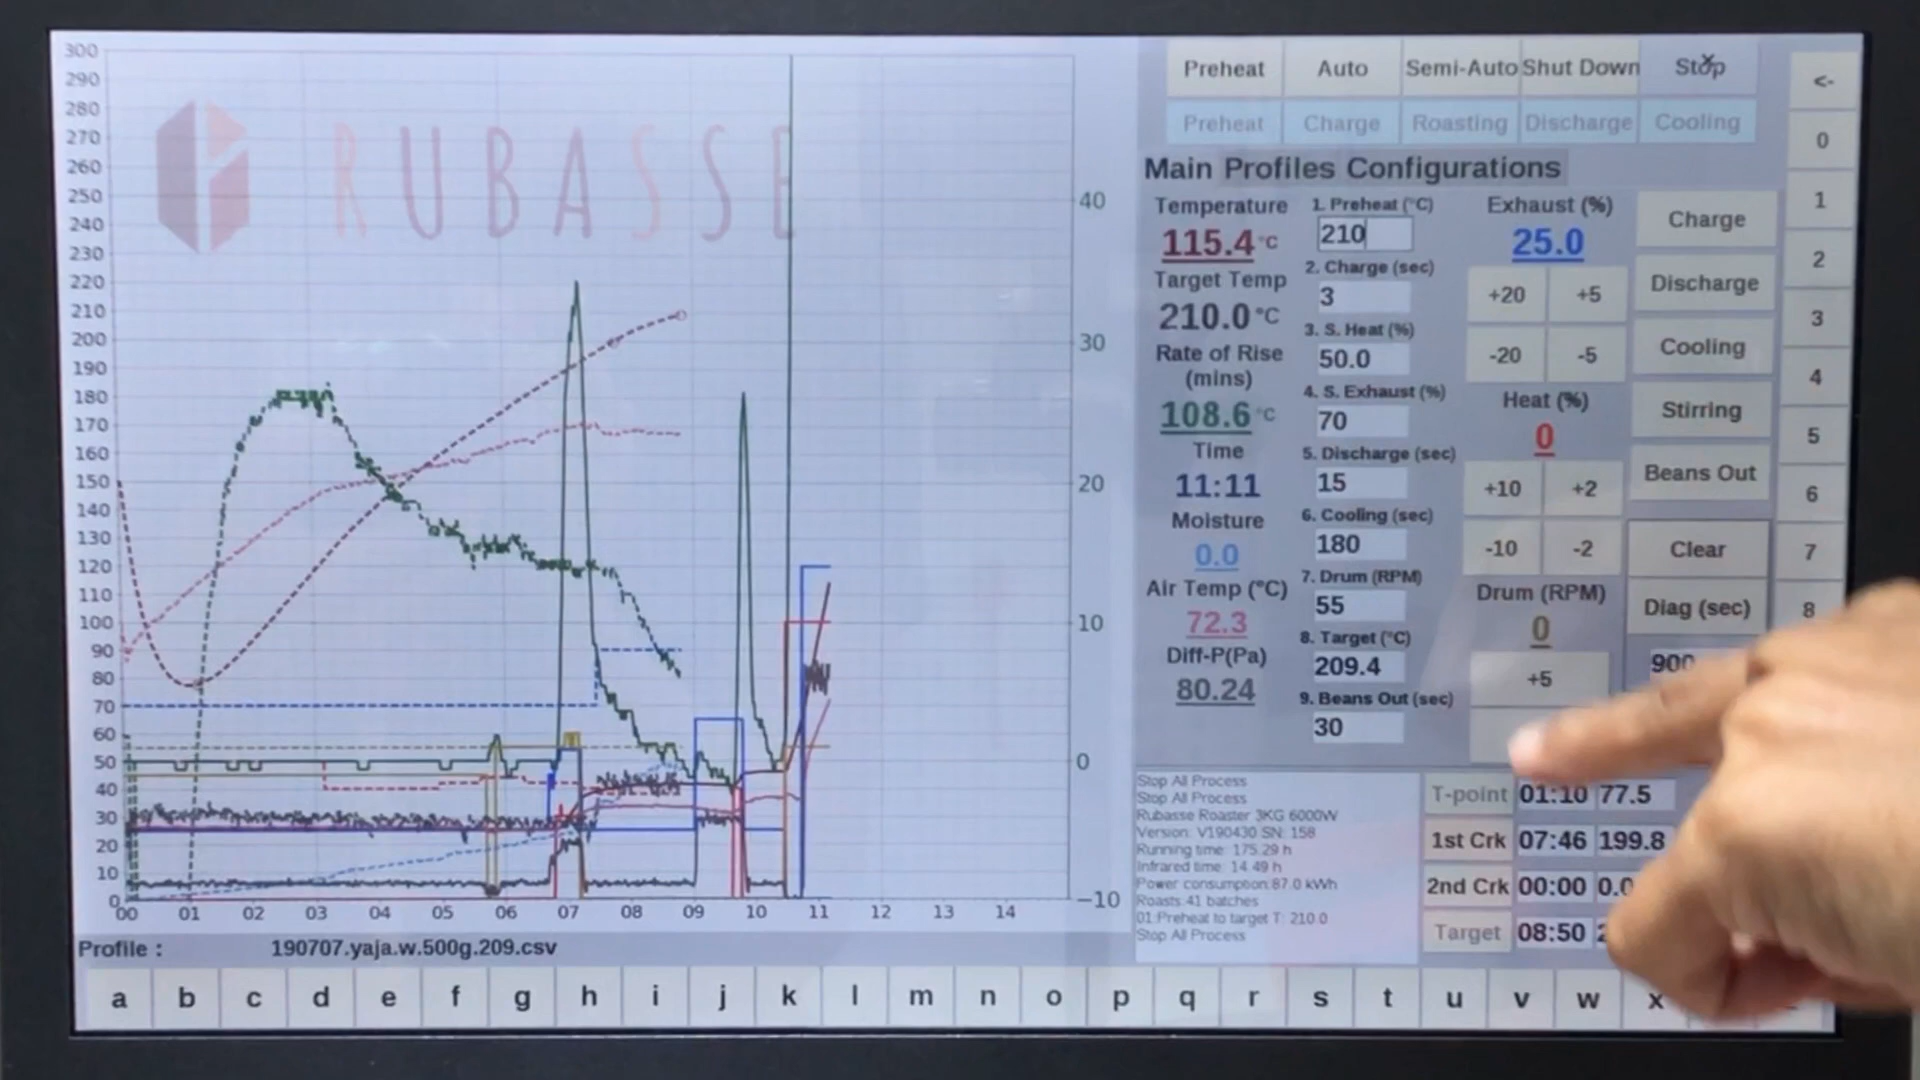 RUBASSE
300
290
280
270
260
250
240
230
220
210
200
190
180
170
160
150
140
130
120
110
100
90
80
70
60
50
40
30
20
10
0
40
30
20
10
0
−10
00 01 02 03 04 05 06 07 08 09 10 11 12 13 14
Profile : 190707.yaja.w.500g.209.csv
Preheat Auto Semi-Auto Shut Down Stop
Preheat Charge Roasting Discharge Cooling
Main Profiles Configurations
Temperature
115.4 °C
Target Temp
210.0 °C
Rate of Rise
(mins)
108.6 °C
Time
11:11
Moisture
0.0
Air Temp (°C)
72.3
Diff-P(Pa)
80.24
1. Preheat (°C)
210
2. Charge (sec)
3
3. S. Heat (%)
50.0
4. S. Exhaust (%)
70
5. Discharge (sec)
15
6. Cooling (sec)
180
7. Drum (RPM)
55
8. Target (°C)
209.4
9. Beans Out (sec)
30
Exhaust (%)
25.0
+20 +5
-20 -5
Heat (%)
0
+10 +2
-10 -2
Drum (RPM)
0
+5
Charge
Discharge
Cooling
Stirring
Beans Out
Clear
Diag (sec)
900
<-
0
1
2
3
4
5
6
7
8
Stop All Process
Stop All Process
Rubasse Roaster 3KG 6000W
Version: V190430 SN: 158
Running time: 175.29 h
Infrared time: 14.49 h
Power consumption:87.0 kWh
Roasts:41 batches
01:Preheat to target T: 210.0
Stop All Process
T-point 01:10 77.5
1st Crk 07:46 199.8
2nd Crk 00:00 0.0
Target 08:50
a b c d e f g h i j k l m n o p q r s t u v w x